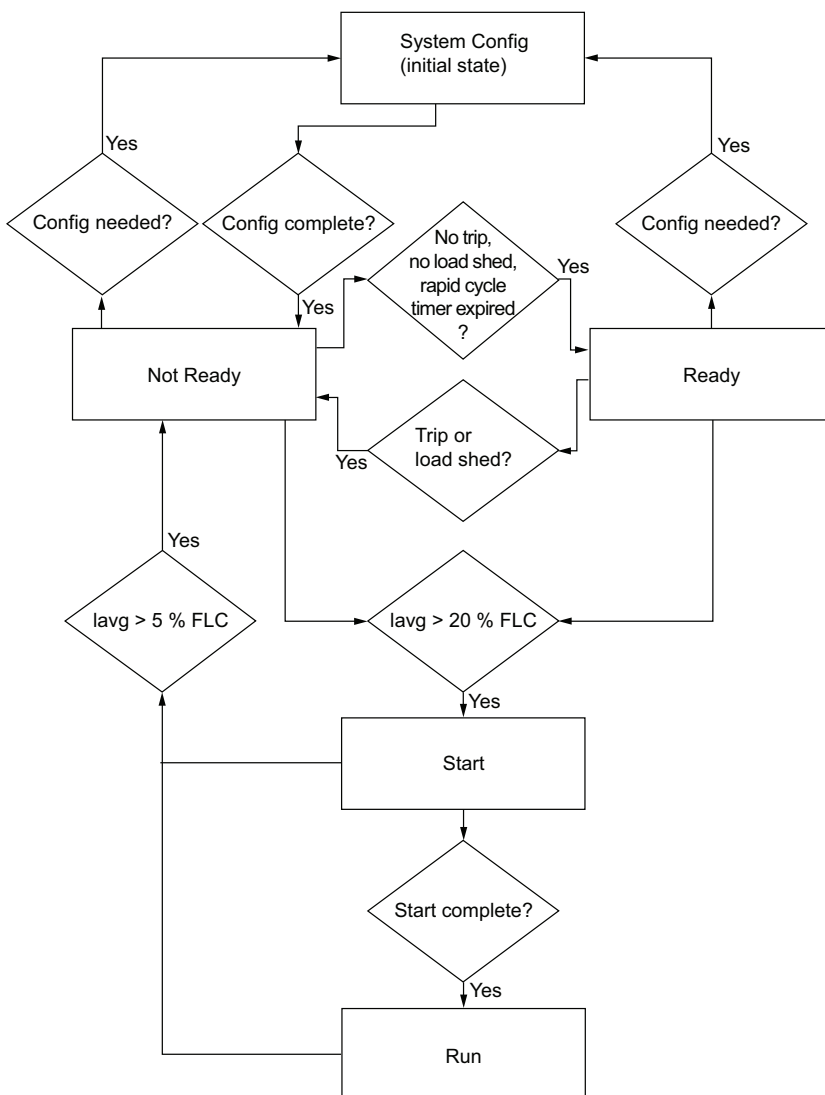 System Config
(initial state)
Yes
Yes
Config needed?
Config complete?
Config needed?
No trip,
no load shed,
rapid cycle
timer expired
?
Yes
Yes
Not Ready
Ready
Trip or
load shed?
Yes
Yes
Iavg > 5 % FLC
Iavg > 20 % FLC
Yes
Start
Start complete?
Yes
Run